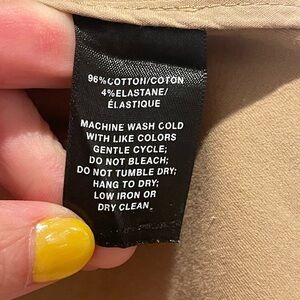 96% COTTON/COTON
4% ELASTANE/
ÉLASTIQUE
MACHINE WASH COLD
WITH LIKE COLORS
GENTLE CYCLE;
DO NOT BLEACH;
DO NOT TUMBLE DRY;
HANG TO DRY;
LOW IRON OR
DRY CLEAN.